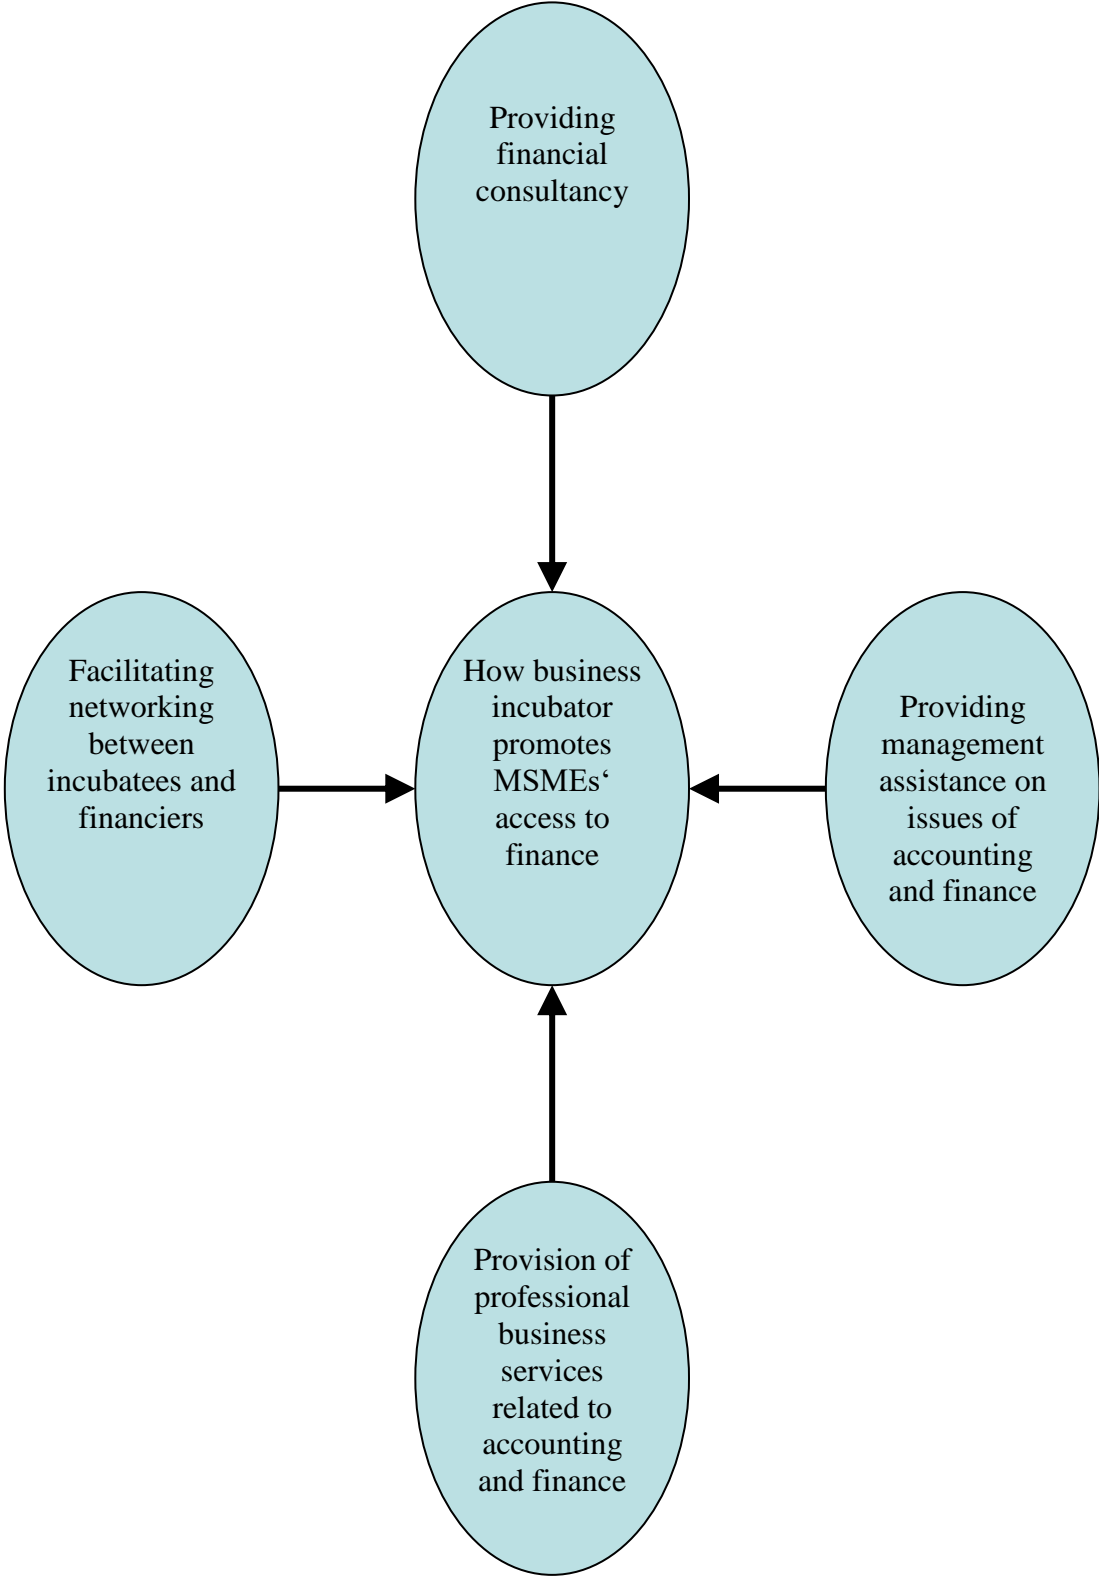 Providing
financial
consultancy
Facilitating
networking
between
incubatees and
financiers
How business
incubator
promotes
MSMEs‘
access to
finance
Providing
management
assistance on
issues of
accounting
and finance
Provision of
professional
business
services
related to
accounting
and finance